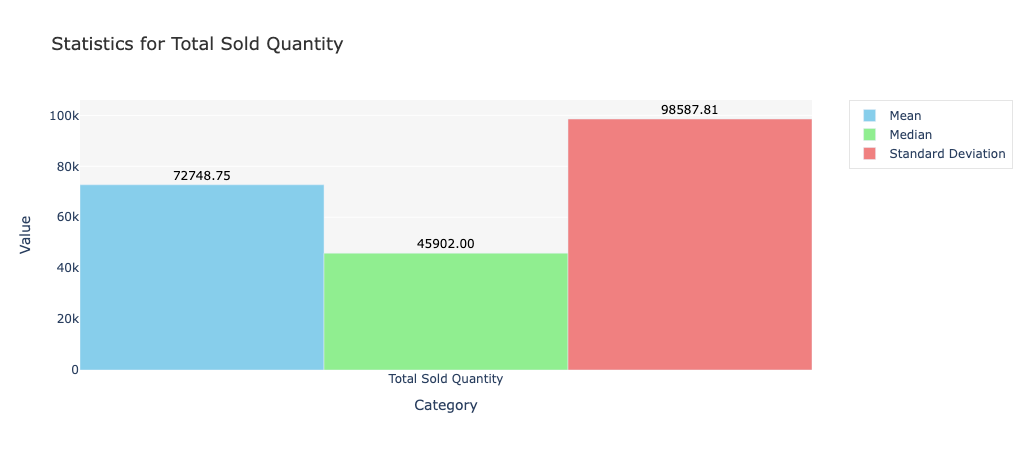 Statistics for Total Sold Quantity
100k
80k
60k
40k
20k
0
Value
72748.75
45902.00
98587.81
Total Sold Quantity
Category
Mean
Median
Standard Deviation